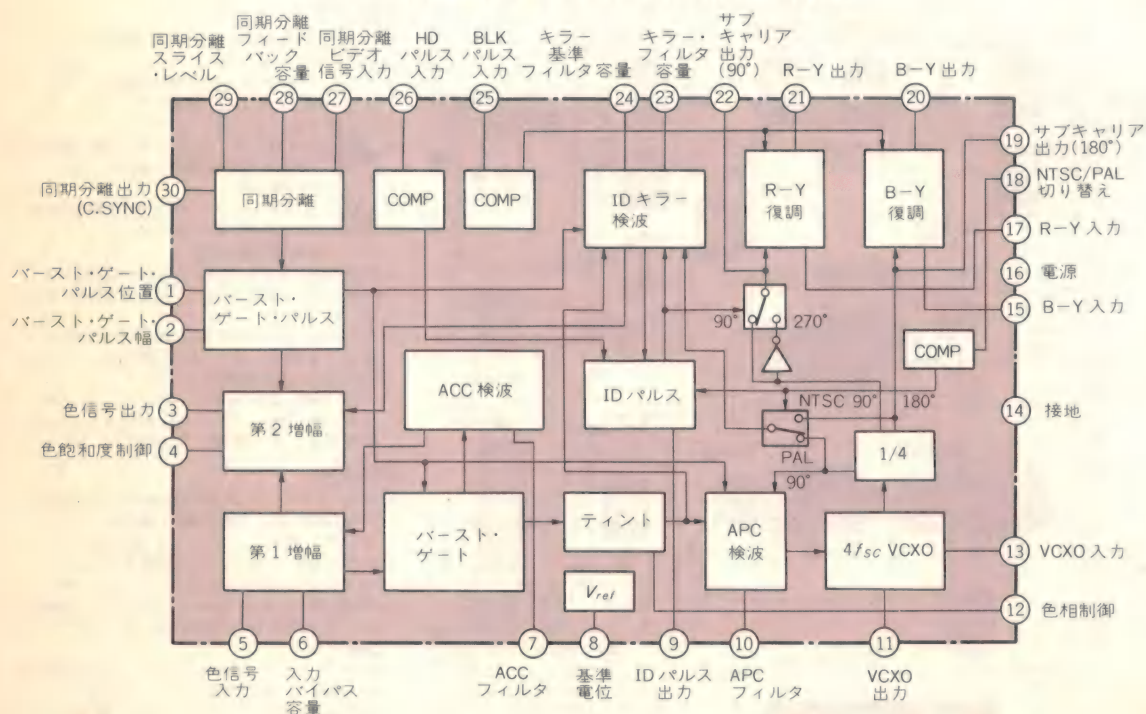 同期分離
スライス
・レベル
同期分離
フィード
バック
容量
同期分離
ビデオ
信号入力
HD
パルス
入力
BLK
パルス
入力
キラー
基準
フィルタ容量
キラー・
フィルタ
容量
サブ
キャリア
出力
(90°)
R-Y 出力
B-Y 出力
29
28
27
26
25
24
23
22
21
20
同期分離出力
(C.SYNC)
30
同期分離
COMP
COMP
IDキラー
検波
R-Y
復調
B-Y
復調
19
サブキャリア
出力(180°)
18
NTSC/PAL
切り替え
17
R-Y 入力
16
電源
15
B-Y 入力
バースト・ゲート・
パルス位置
1
バースト・ゲート・
パルス幅
2
バースト・
ゲート・パルス
90°
270°
COMP
ACC 検波
IDパルス
NTSC 90°
180°
14
接地
色信号出力
3
色飽和度制御
4
第2増幅
PAL
90°
1/4
第1増幅
バースト・
ゲート
ティント
APC
検波
4fSC VCXO
13
VCXO 入力
Vref
12
色相制御
5
6
7
8
9
10
11
色信号
入力
入力
バイパス
容量
ACC
フィルタ
基準
電位
IDパルス
出力
APC
フィルタ
VCXO
出力